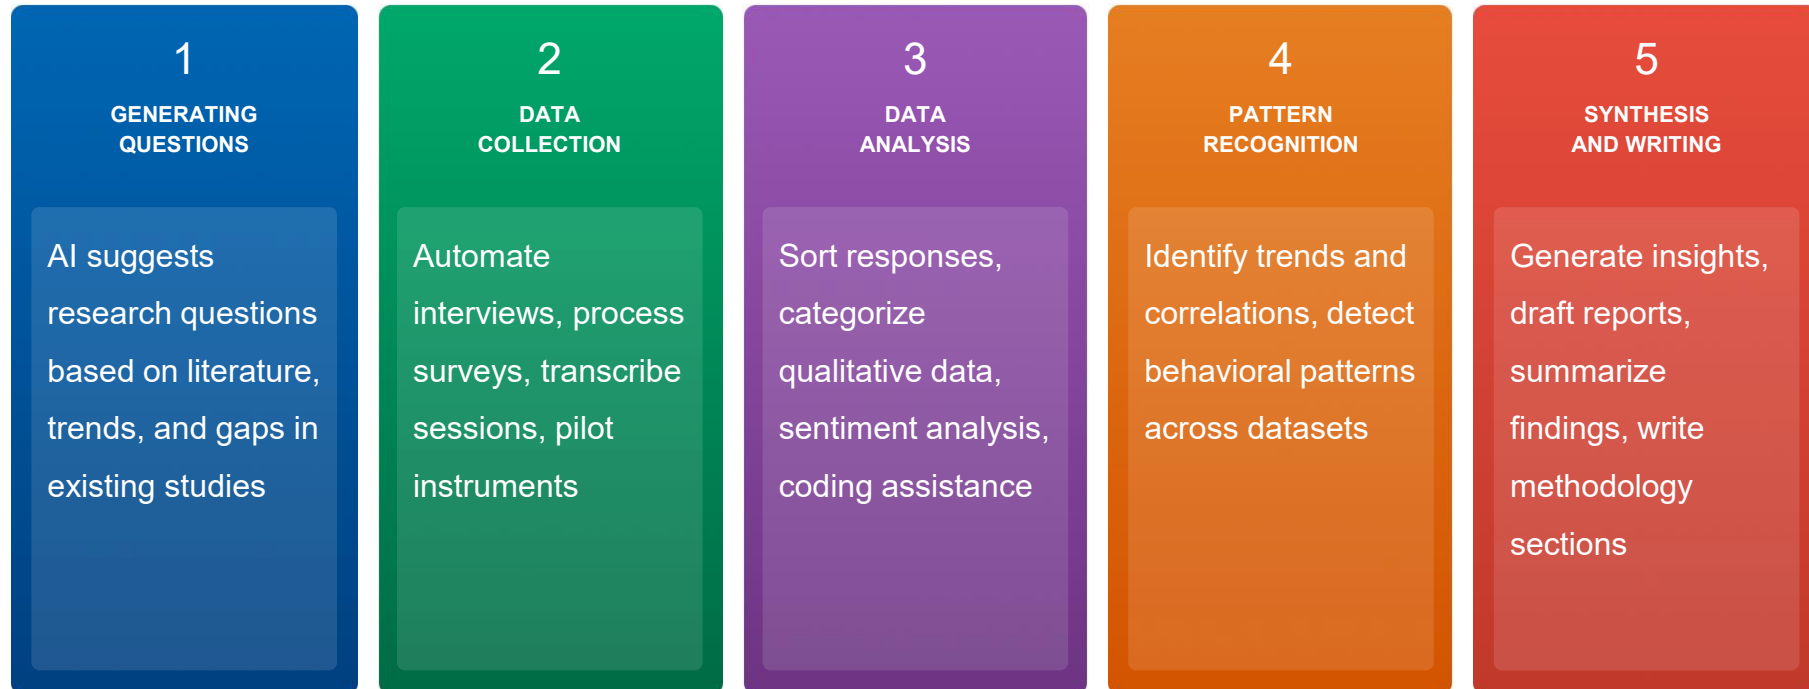 1
GENERATING
QUESTIONS
AI suggests
research questions
based on literature,
trends, and gaps in
existing studies
2
DATA
COLLECTION
Automate
interviews, process
surveys, transcribe
sessions, pilot
instruments
3
DATA
ANALYSIS
Sort responses,
categorize
qualitative data,
sentiment analysis,
coding assistance
4
PATTERN
RECOGNITION
Identify trends and
correlations, detect
behavioral patterns
across datasets
5
SYNTHESIS
AND WRITING
Generate insights,
draft reports,
summarize
findings, write
methodology
sections